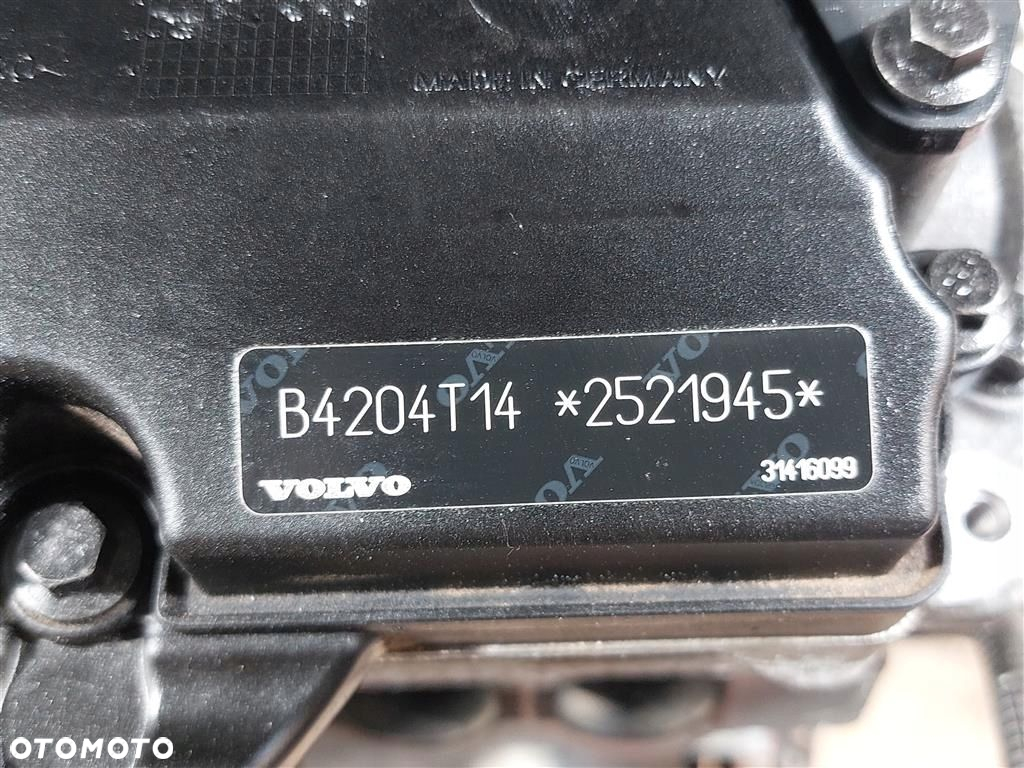 MADE IN GERMANY
B4204T14 *2521945*
VOLVO
31416099
OTOMOTO